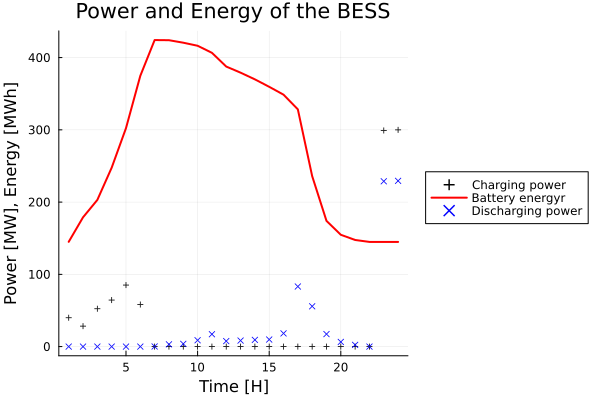 Power and Energy of the BESS
Power [MW], Energy [MWh]
400
300
200
100
0
5
10
15
20
Time [H]
Charging power
Battery energyr
Discharging power